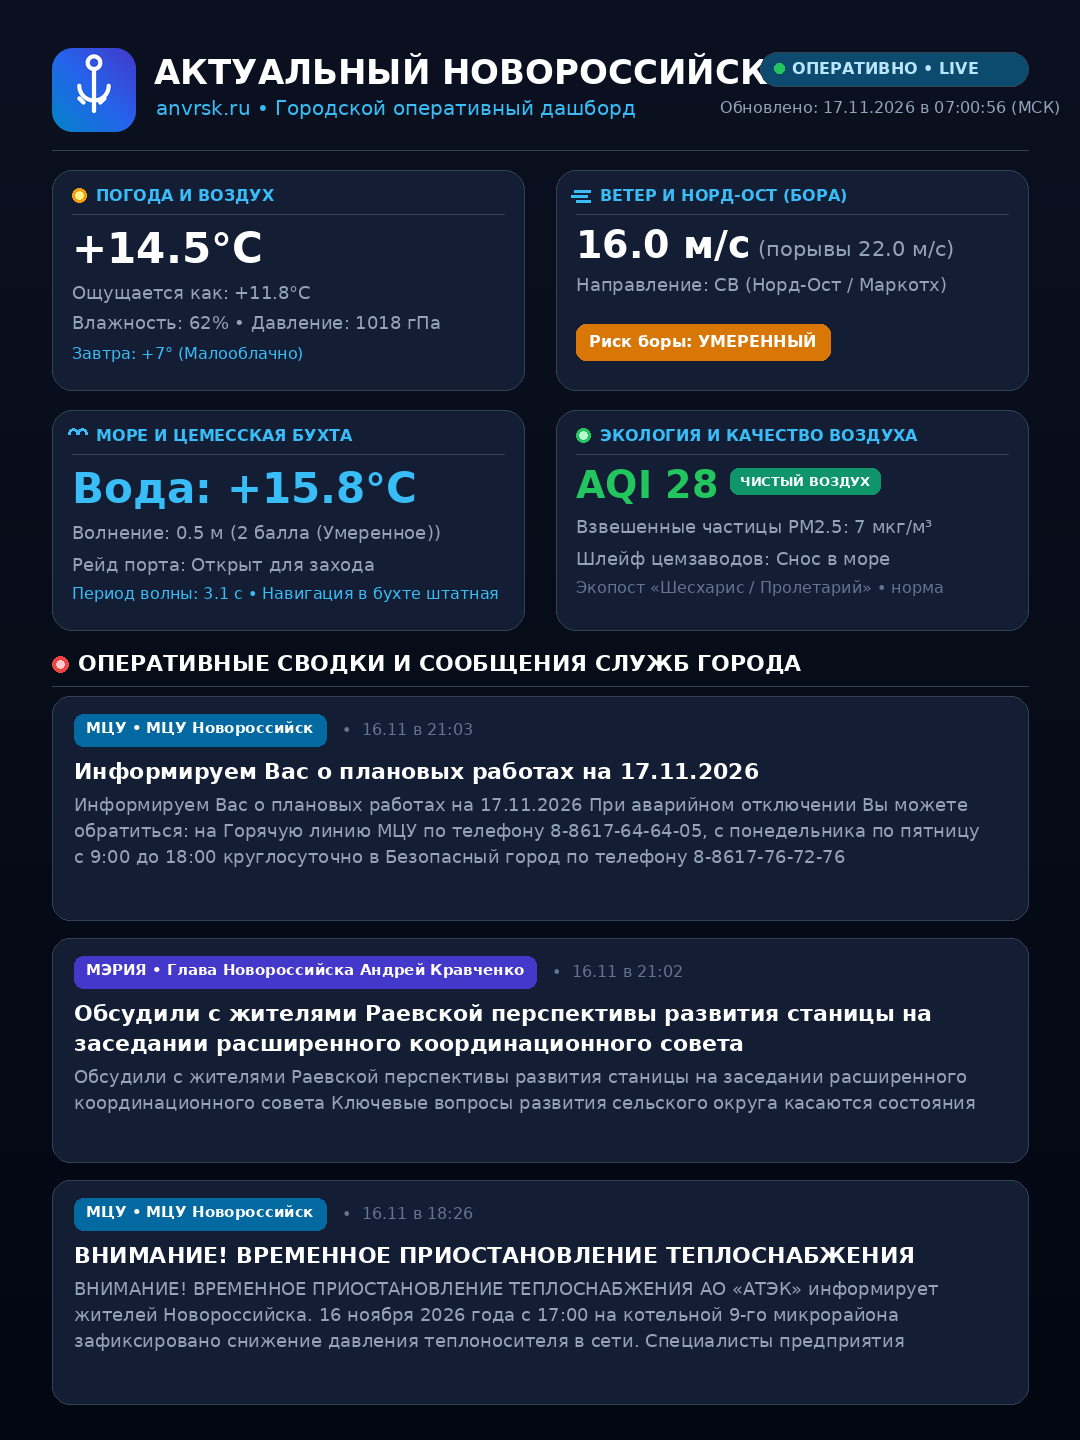 АКТУАЛЬНЫЙ НОВОРОССИЙСК
ОПЕРАТИВНО • LIVE
anvrsk.ru • Городской оперативный дашборд
Обновлено: 17.11.2026 в 07:00:56 (МСК)
ПОГОДА И ВОЗДУХ
+14.5°C
Ощущается как: +11.8°C
Влажность: 62% • Давление: 1018 гПа
Завтра: +7° (Малооблачно)
ВЕТЕР И НОРД-ОСТ (БОРА)
16.0 м/с (порывы 22.0 м/с)
Направление: СВ (Норд-Ост / Маркотх)
Риск боры: УМЕРЕННЫЙ
МОРЕ И ЦЕМЕССКАЯ БУХТА
Вода: +15.8°C
Волнение: 0.5 м (2 балла (Умеренное))
Рейд порта: Открыт для захода
Период волны: 3.1 с • Навигация в бухте штатная
ЭКОЛОГИЯ И КАЧЕСТВО ВОЗДУХА
AQI 28 ЧИСТЫЙ ВОЗДУХ
Взвешенные частицы PM2.5: 7 мкг/м³
Шлейф цемзаводов: Снос в море
Экопост «Шесхарис / Пролетарий» • норма
ОПЕРАТИВНЫЕ СВОДКИ И СООБЩЕНИЯ СЛУЖБ ГОРОДА
МЦУ • МЦУ Новороссийск • 16.11 в 21:03
Информируем Вас о плановых работах на 17.11.2026
Информируем Вас о плановых работах на 17.11.2026 При аварийном отключении Вы можете
обратиться: на Горячую линию МЦУ по телефону 8-8617-64-64-05, с понедельника по пятницу
с 9:00 до 18:00 круглосуточно в Безопасный город по телефону 8-8617-76-72-76
МЭРИЯ • Глава Новороссийска Андрей Кравченко • 16.11 в 21:02
Обсудили с жителями Раевской перспективы развития станицы на
заседании расширенного координационного совета
Обсудили с жителями Раевской перспективы развития станицы на заседании расширенного
координационного совета Ключевые вопросы развития сельского округа касаются состояния
МЦУ • МЦУ Новороссийск • 16.11 в 18:26
ВНИМАНИЕ! ВРЕМЕННОЕ ПРИОСТАНОВЛЕНИЕ ТЕПЛОСНАБЖЕНИЯ
ВНИМАНИЕ! ВРЕМЕННОЕ ПРИОСТАНОВЛЕНИЕ ТЕПЛОСНАБЖЕНИЯ АО «АТЭК» информирует
жителей Новороссийска. 16 ноября 2026 года с 17:00 на котельной 9-го микрорайона
зафиксировано снижение давления теплоносителя в сети. Специалисты предприятия